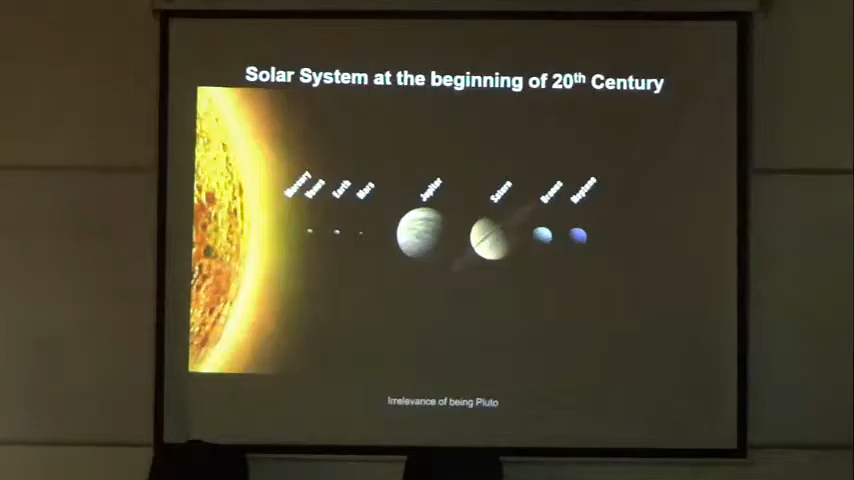 Solar System at the beginning of 20th Century
Mercury
Venus
Earth
Mars
Jupiter
Saturn
Uranus
Neptune
Irrelevance of being Pluto